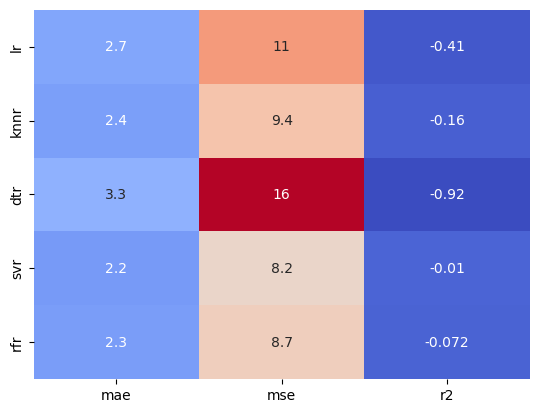 lr 2.7 11 -0.41
knnr 2.4 9.4 -0.16
dtr 3.3 16 -0.92
svr 2.2 8.2 -0.01
rfr 2.3 8.7 -0.072
mae mse r2